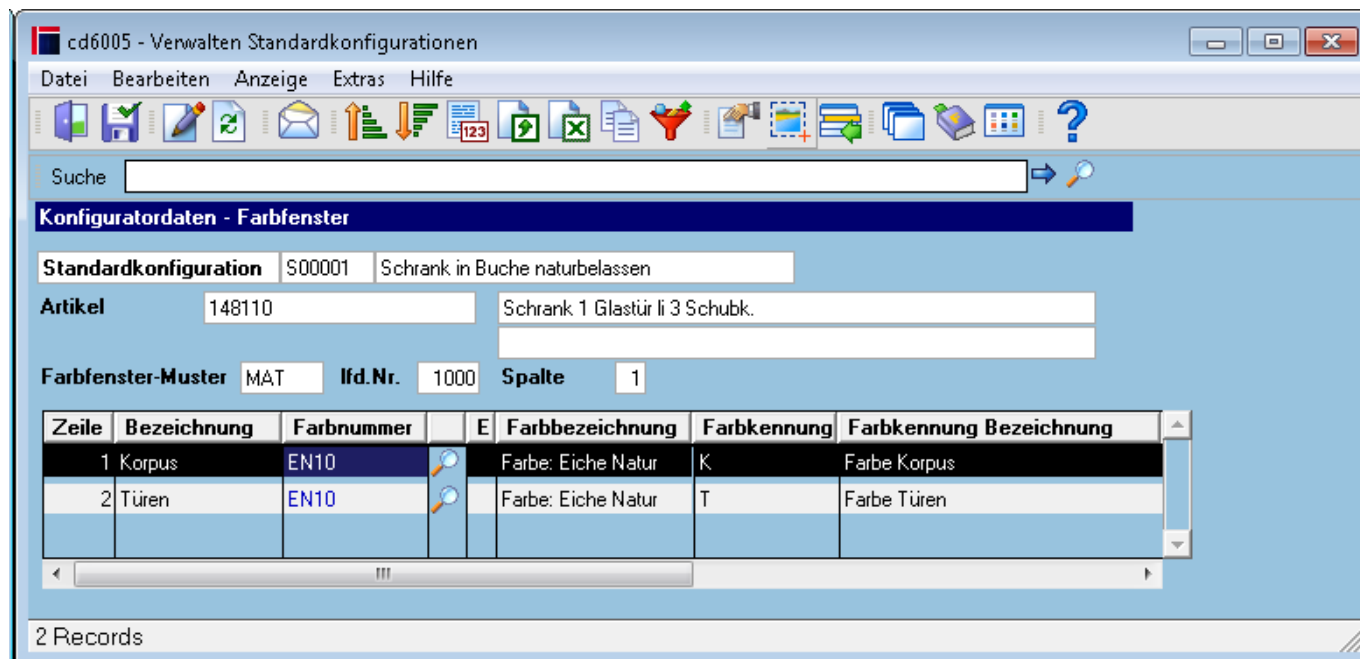 cd6005 - Verwalten Standardkonfigurationen
Datei Bearbeiten Anzeige Extras Hilfe
123
Suche
Konfiguratordaten - Farbfenster
Standardkonfiguration S00001 Schrank in Buche naturbelassen
Artikel 148110 Schrank 1 Glastür li 3 Schubk.
Farbfenster-Muster MAT lfd.Nr. 1000 Spalte 1
Zeile Bezeichnung Farbnummer E Farbbezeichnung Farbkennung Farbkennung Bezeichnung
1 Korpus EN10 Farbe: Eiche Natur K Farbe Korpus
2 Türen EN10 Farbe: Eiche Natur T Farbe Türen
2 Records